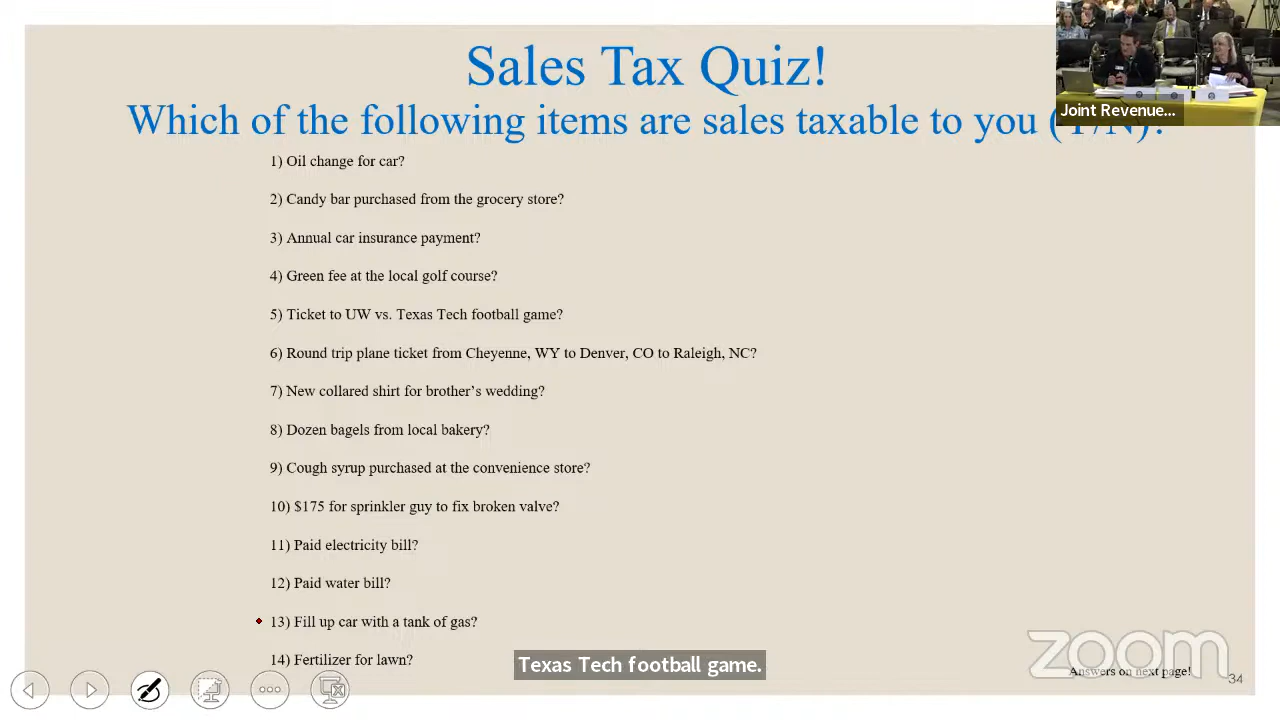 Sales Tax Quiz!
Which of the following items are sales taxable to you (Y/N)?
Joint Revenue...
1) Oil change for car?
2) Candy bar purchased from the grocery store?
3) Annual car insurance payment?
4) Green fee at the local golf course?
5) Ticket to UW vs. Texas Tech football game?
6) Round trip plane ticket from Cheyenne, WY to Denver, CO to Raleigh, NC?
7) New collared shirt for brother’s wedding?
8) Dozen bagels from local bakery?
9) Cough syrup purchased at the convenience store?
10) $175 for sprinkler guy to fix broken valve?
11) Paid electricity bill?
12) Paid water bill?
13) Fill up car with a tank of gas?
14) Fertilizer for lawn?
Texas Tech football game.
zoom
Answers on next page!
34